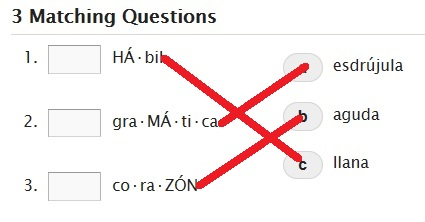 3 Matching Questions
1. HÁ·bil
esdrújula
2. gra·MÁ·ti·ca
b aguda
3. co·ra·ZÓN
c llana